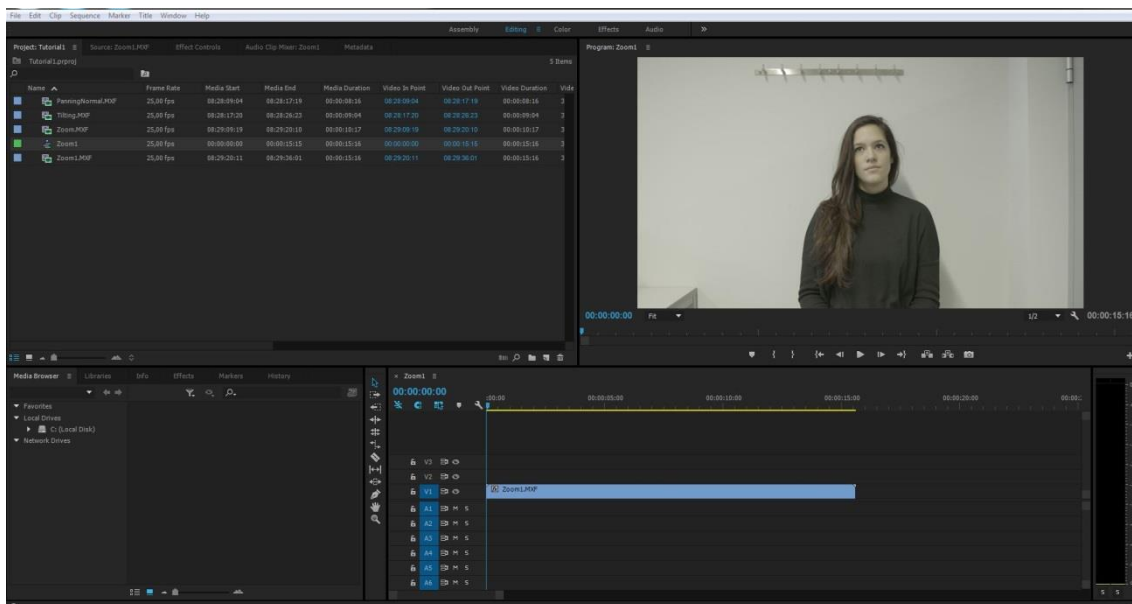 File Edit Clip Sequence Marker Title Window Help
Assembly Editing Color Effects Audio
Project: Tutorial1 Source: Zoom1.MXF Effect Controls Audio Clip Mixer: Zoom1 Metadata
Program: Zoom1
Tutorial1.prproj 5 Items
Name Frame Rate Media Start Media End Media Duration Video In Point Video Out Point Video Duration Vide
PanningNormal.MXF 25,00 fps 08:28:09:04 08:28:17:19 00:00:08:16 08:28:09:04 08:28:17:19 00:00:08:16 3
Tilting.MXF 25,00 fps 08:28:17:20 08:28:26:23 00:00:09:04 08:28:17:20 08:28:26:23 00:00:09:04 3
Zoom.MXF 25,00 fps 08:29:09:19 08:29:20:10 00:00:10:17 08:29:09:19 08:29:20:10 00:00:10:17 3
Zoom1 25,00 fps 00:00:00:00 00:00:15:15 00:00:15:16 00:00:00:00 00:00:15:15 00:00:15:16 3
Zoom1.MXF 25,00 fps 08:29:20:11 08:29:36:01 00:00:15:16 08:29:20:11 08:29:36:01 00:00:15:16 3
00:00:00:00 Fit 1/2 00:00:15:16
Media Browser Libraries Info Effects Markers History
Favorites
Local Drives
C: (Local Disk)
Network Drives
Zoom1
00:00:00:00
:00:00 00:00:05:00 00:00:10:00 00:00:15:00 00:00:20:00 00:00:
V3
V2
V1 Zoom1.MXF
A1 M S
A2 M S
A3 M S
A4 M S
A5 M S
A6 M S
S S